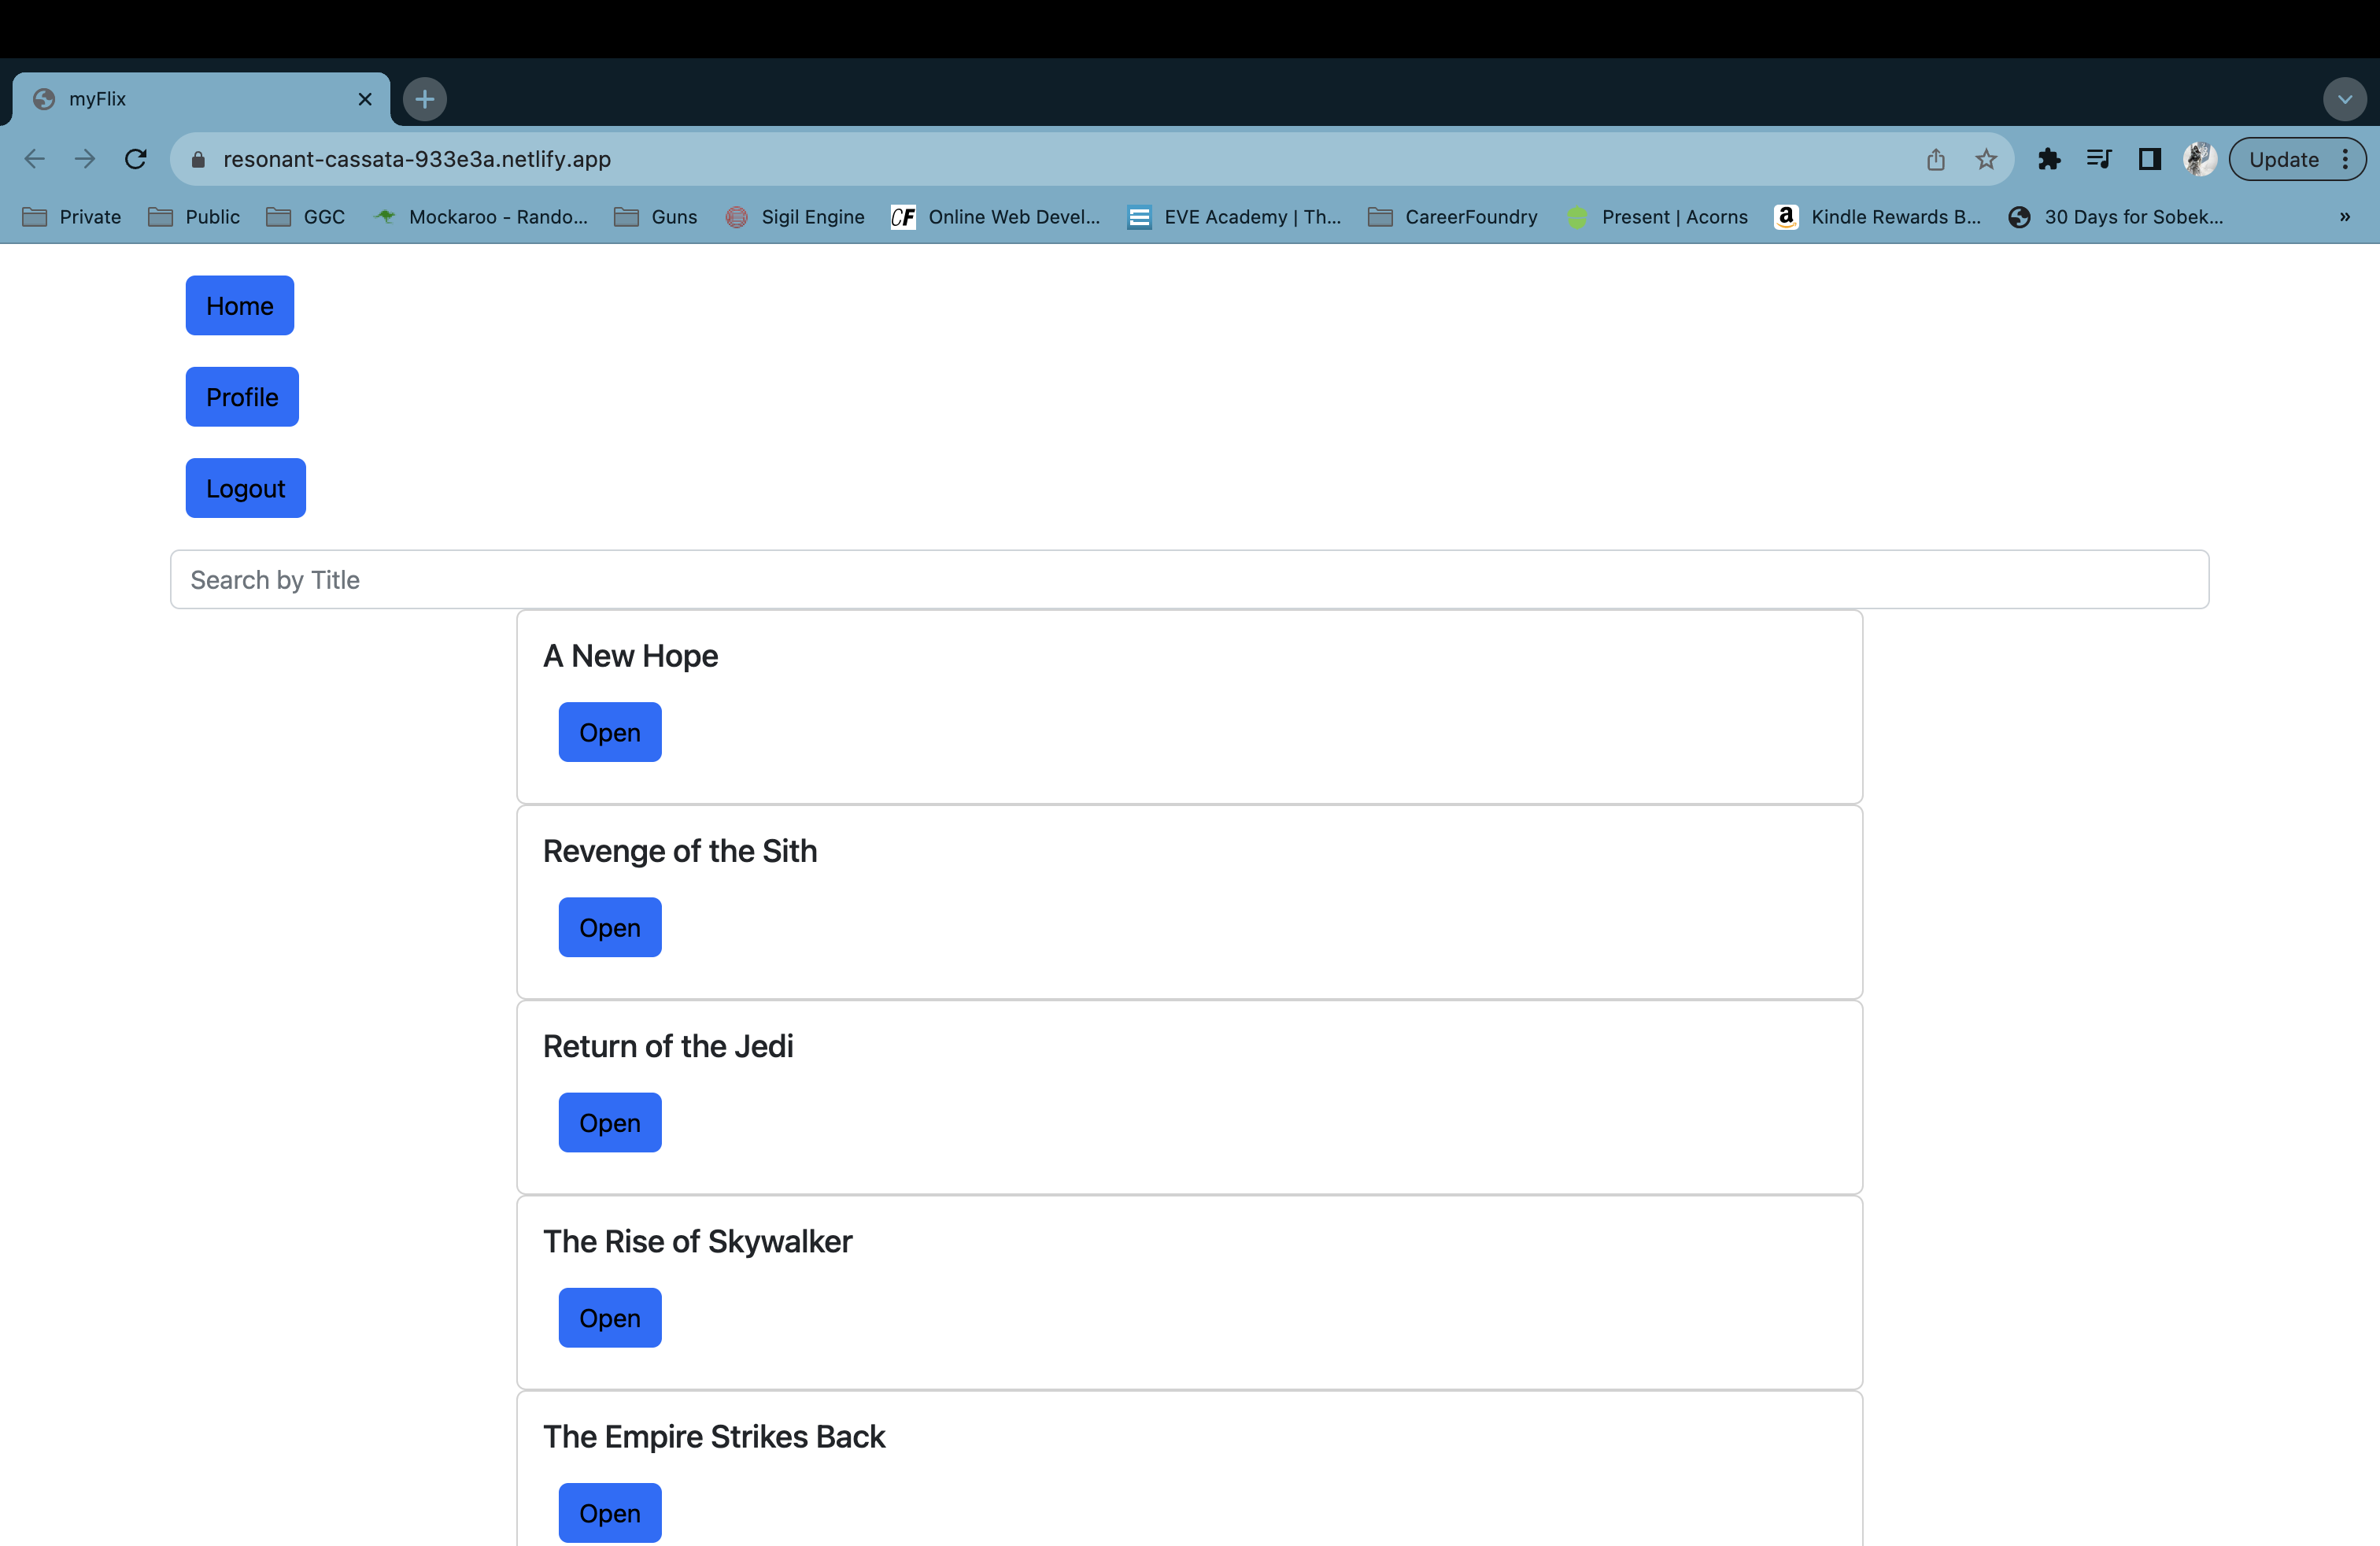 myFlix
resonant-cassata-933e3a.netlify.app
Update
Private Public GGC Mockaroo - Rando... Guns Sigil Engine CF Online Web Devel... EVE Academy | Th... CareerFoundry Present | Acorns a Kindle Rewards B... 30 Days for Sobek... »
Home
Profile
Logout
Search by Title
A New Hope
Open
Revenge of the Sith
Open
Return of the Jedi
Open
The Rise of Skywalker
Open
The Empire Strikes Back
Open